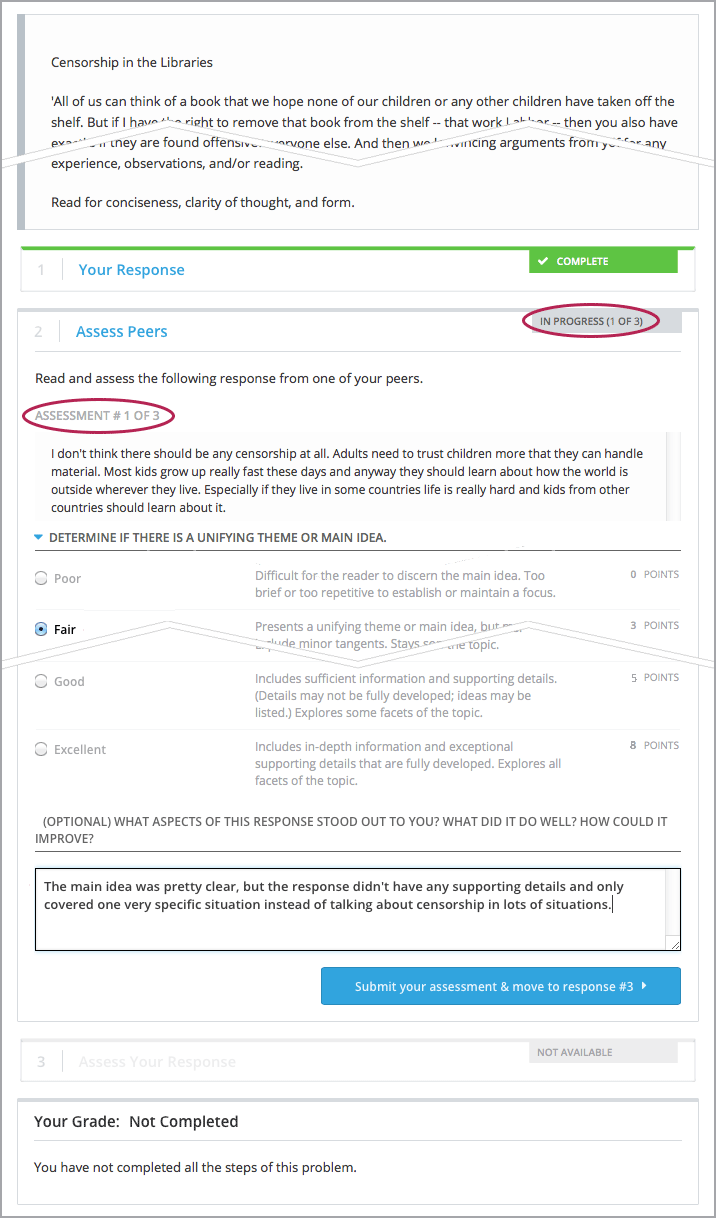 Censorship in the Libraries
'All of us can think of a book that we hope none of our children or any other children have taken off the
shelf. But if I have the right to remove that book from the shelf -- that work I abhor -- then you also have
if they are found offensive everyone else. And then we convincing arguments from for any
experience, observations, and/or reading.
Read for conciseness, clarity of thought, and form.
1 Your Response COMPLETE
2 Assess Peers IN PROGRESS (1 OF 3)
Read and assess the following response from one of your peers.
ASSESSMENT # 1 OF 3
I don't think there should be any censorship at all. Adults need to trust children more that they can handle
material. Most kids grow up really fast these days and anyway they should learn about how the world is
outside wherever they live. Especially if they live in some countries life is really hard and kids from other
countries should learn about it.
DETERMINE IF THERE IS A UNIFYING THEME OR MAIN IDEA.
Poor Difficult for the reader to discern the main idea. Too 0 POINTS
brief or too repetitive to establish or maintain a focus.
Fair Presents a unifying theme or main idea, but may 3 POINTS
include minor tangents. Stays the topic.
Good Includes sufficient information and supporting details. 5 POINTS
(Details may not be fully developed; ideas may be
listed.) Explores some facets of the topic.
Excellent Includes in-depth information and exceptional 8 POINTS
supporting details that are fully developed. Explores all
facets of the topic.
(OPTIONAL) WHAT ASPECTS OF THIS RESPONSE STOOD OUT TO YOU? WHAT DID IT DO WELL? HOW COULD IT
IMPROVE?
The main idea was pretty clear, but the response didn't have any supporting details and only
covered one very specific situation instead of talking about censorship in lots of situations.
Submit your assessment & move to response #3
3 Assess Your Response NOT AVAILABLE
Your Grade: Not Completed
You have not completed all the steps of this problem.